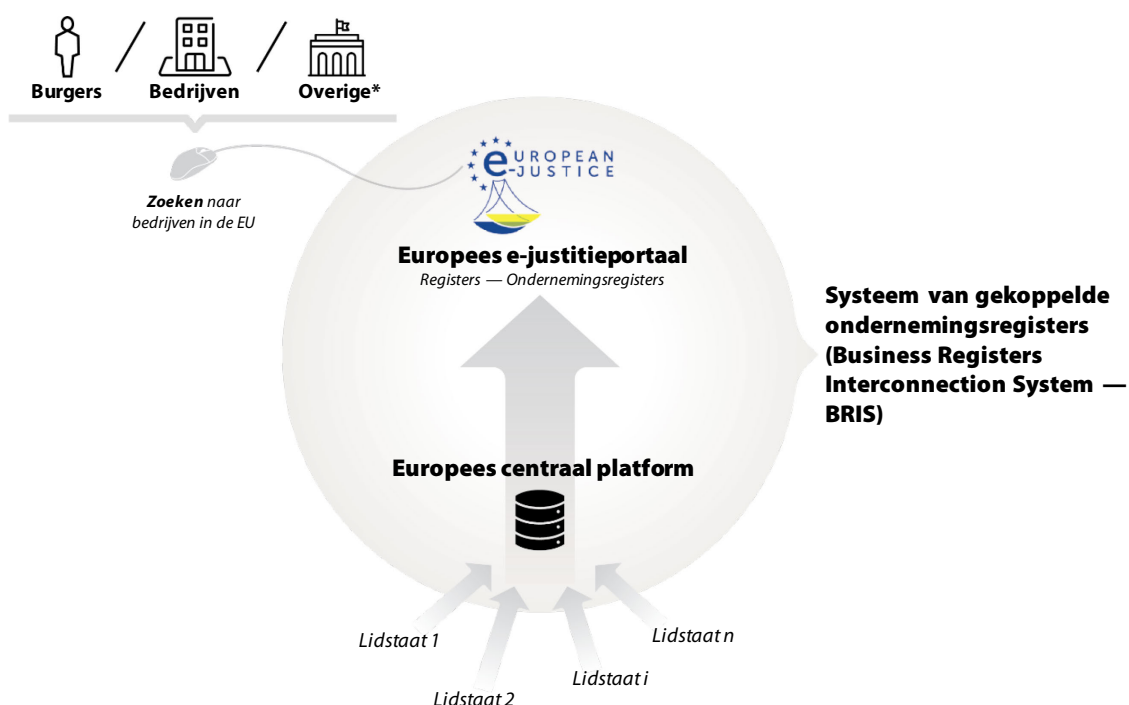 Burgers
Bedrijven
Overige*
Zoeken naar
bedrijven in de EU
EUROPEAN
e-JUSTICE
Europees e-justitieportaal
Registers — Ondernemingsregisters
Systeem van gekoppelde
ondernemingsregisters
(Business Registers
Interconnection System —
BRIS)
Europees centraal platform
Lidstaat 1
Lidstaat 2
Lidstaat i
Lidstaat n